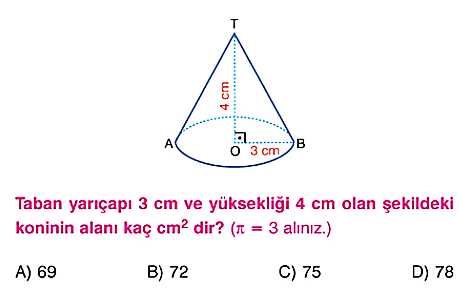 T
4 cm
A
B
O
3 cm
Taban yarıçapı 3 cm ve yüksekliği 4 cm olan şekildeki
koninin alanı kaç cm² dir? (π = 3 alınız.)
A) 69 B) 72 C) 75 D) 78